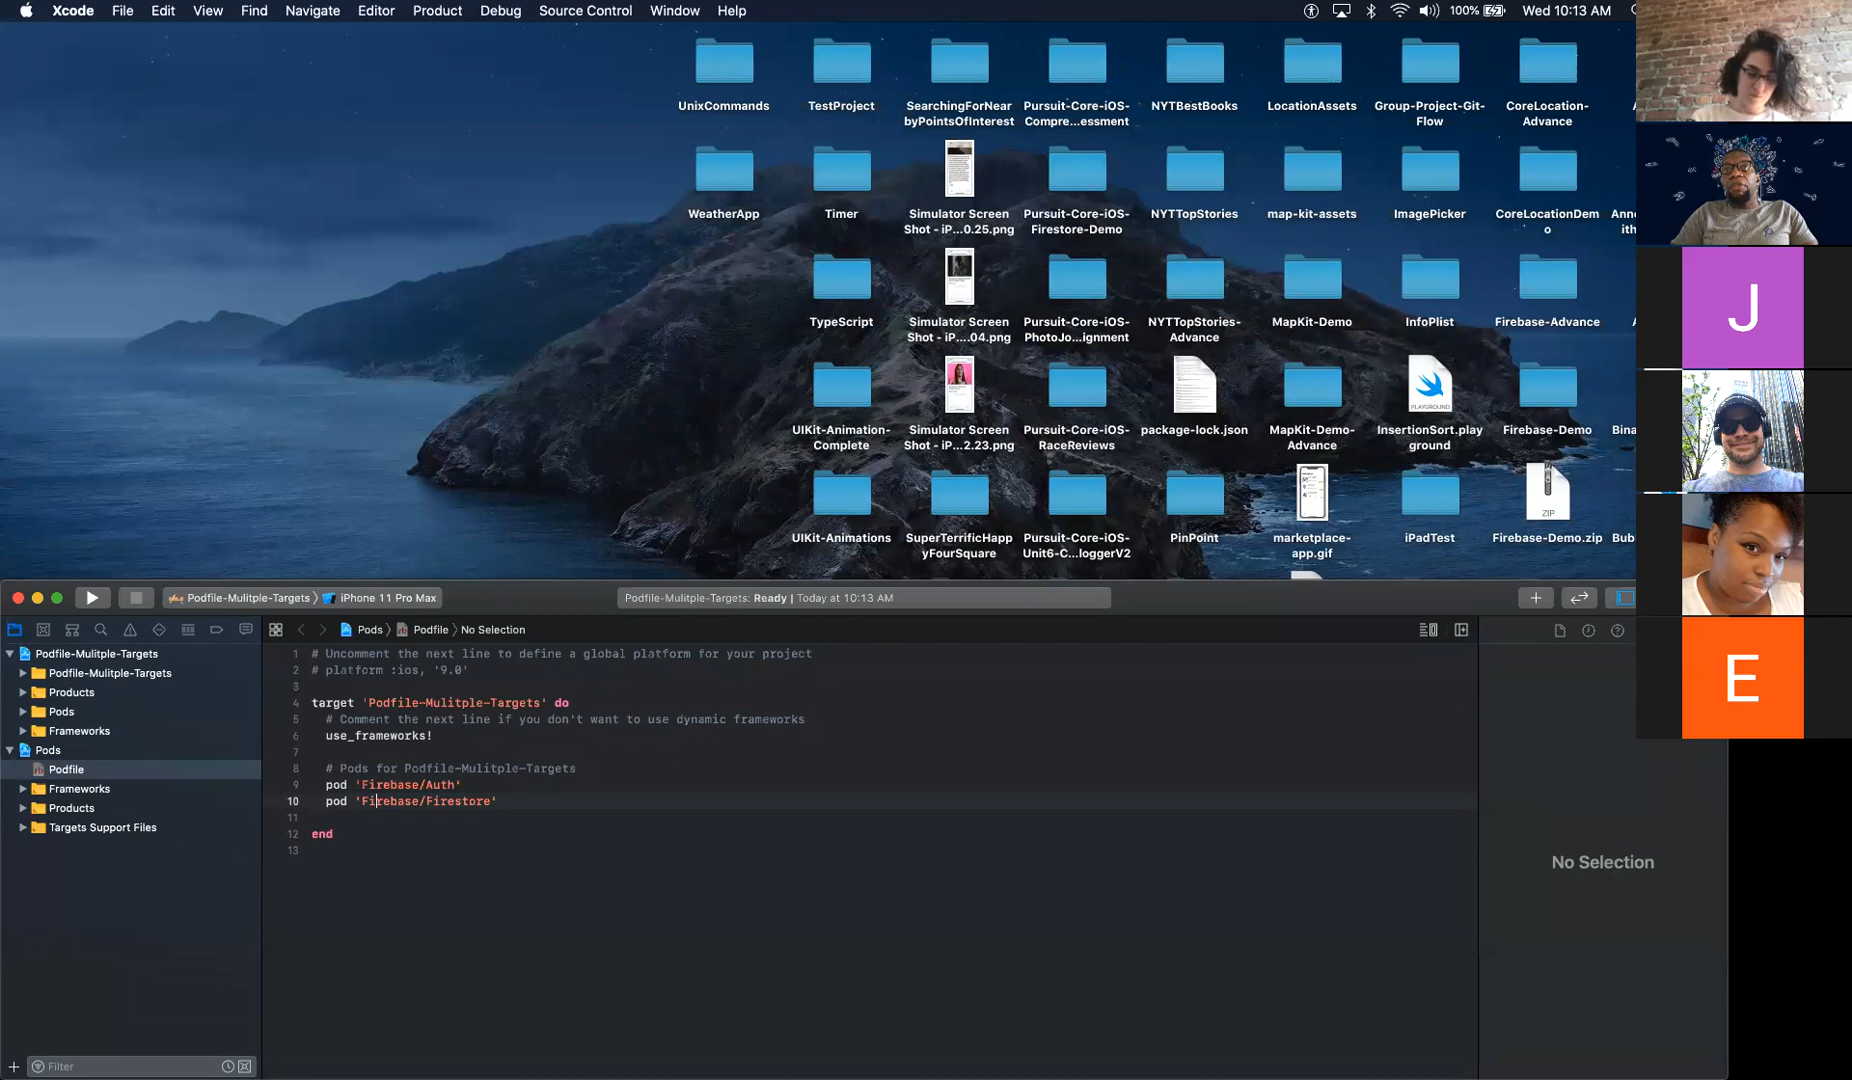 Xcode File Edit View Find Navigate Editor Product Debug Source Control Window Help
100% Wed 10:13 AM
UnixCommands
TestProject
SearchingForNear
byPointsOfInterest
Pursuit-Core-iOS-
Compre...essment
NYTBestBooks
LocationAssets
Group-Project-Git-
Flow
CoreLocation-
Advance
WeatherApp
Timer
Simulator Screen
Shot - iP...0.25.png
Pursuit-Core-iOS-
Firestore-Demo
NYTTopStories
map-kit-assets
ImagePicker
CoreLocationDem
o
TypeScript
Simulator Screen
Shot - iP....04.png
Pursuit-Core-iOS-
PhotoJo...ignment
NYTTopStories-
Advance
MapKit-Demo
InfoPlist
Firebase-Advance
UIKit-Animation-
Complete
Simulator Screen
Shot - iP...2.23.png
Pursuit-Core-iOS-
RaceReviews
package-lock.json
MapKit-Demo-
Advance
PLAYGROUND
InsertionSort.play
ground
Firebase-Demo
UIKit-Animations
SuperTerrificHapp
yFourSquare
Pursuit-Core-iOS-
Unit6-C...loggerV2
PinPoint
marketplace-
app.gif
iPadTest
ZIP
Firebase-Demo.zip
J
E
Podfile-Mulitple-Targets 〉 iPhone 11 Pro Max
Podfile-Mulitple-Targets: Ready | Today at 10:13 AM
Pods 〉 Podfile 〉 No Selection
Podfile-Mulitple-Targets
Podfile-Mulitple-Targets
Products
Pods
Frameworks
Pods
Podfile
Frameworks
Products
Targets Support Files
Filter
1 # Uncomment the next line to define a global platform for your project
2 # platform :ios, '9.0'
3
4 target 'Podfile-Mulitple-Targets' do
5 # Comment the next line if you don't want to use dynamic frameworks
6 use_frameworks!
7
8 # Pods for Podfile-Mulitple-Targets
9 pod 'Firebase/Auth'
10 pod 'Firebase/Firestore'
11
12 end
13
No Selection